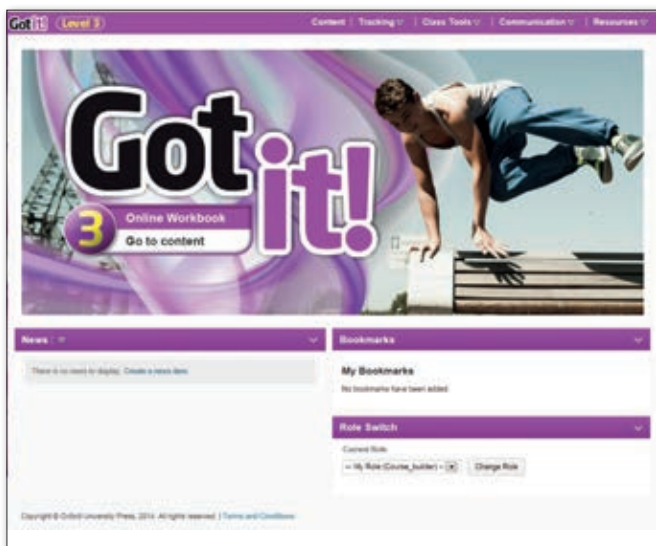 Got it! Level 3
Content | Tracking | Class Tools | Communication | Resources
Got it!
3 Online Workbook
Go to content
News
There is no news to display. Create a news item.
Bookmarks
My Bookmarks
No bookmarks have been added.
Role Switch
Current Role:
-- My Role (Course_builder) -- Change Role
Copyright © Oxford University Press, 2014. All rights reserved. | Terms and Conditions